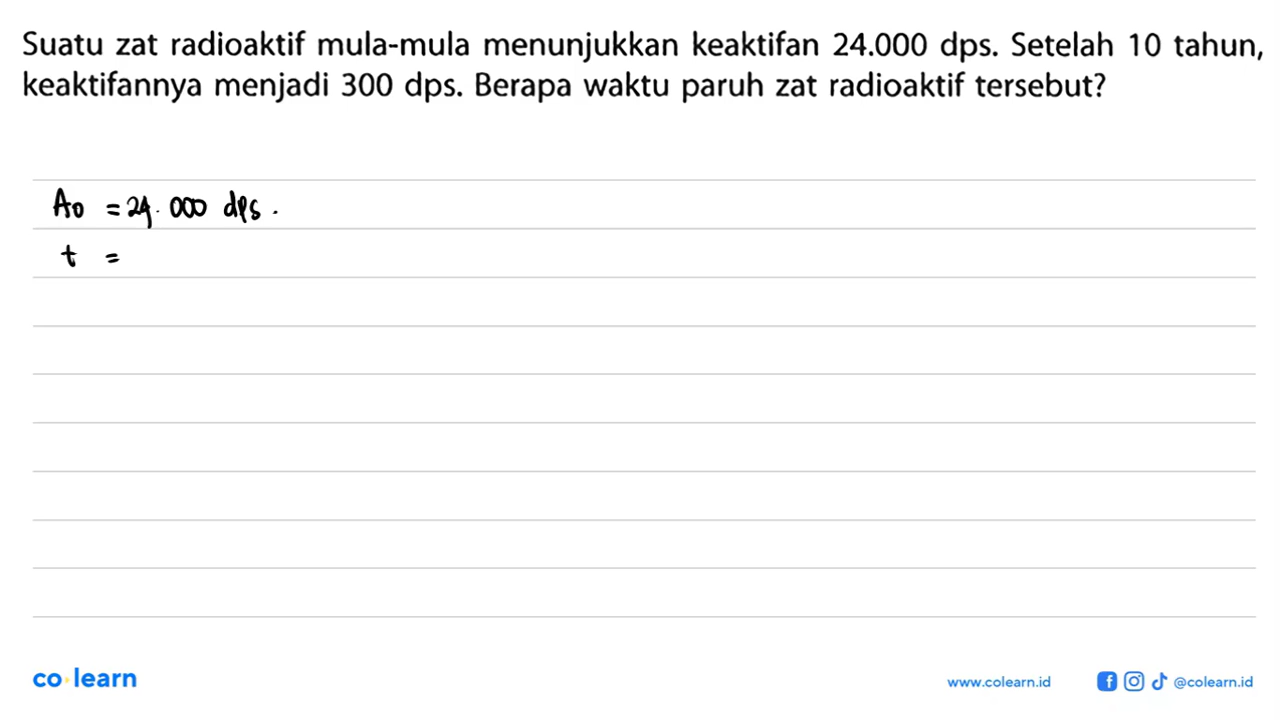 Suatu zat radioaktif mula-mula menunjukkan keaktifan 24.000 dps. Setelah 10 tahun,
keaktifannya menjadi 300 dps. Berapa waktu paruh zat radioaktif tersebut?
A0 = 24.000 dps.
t =
co learn
www.colearn.id @colearn.id